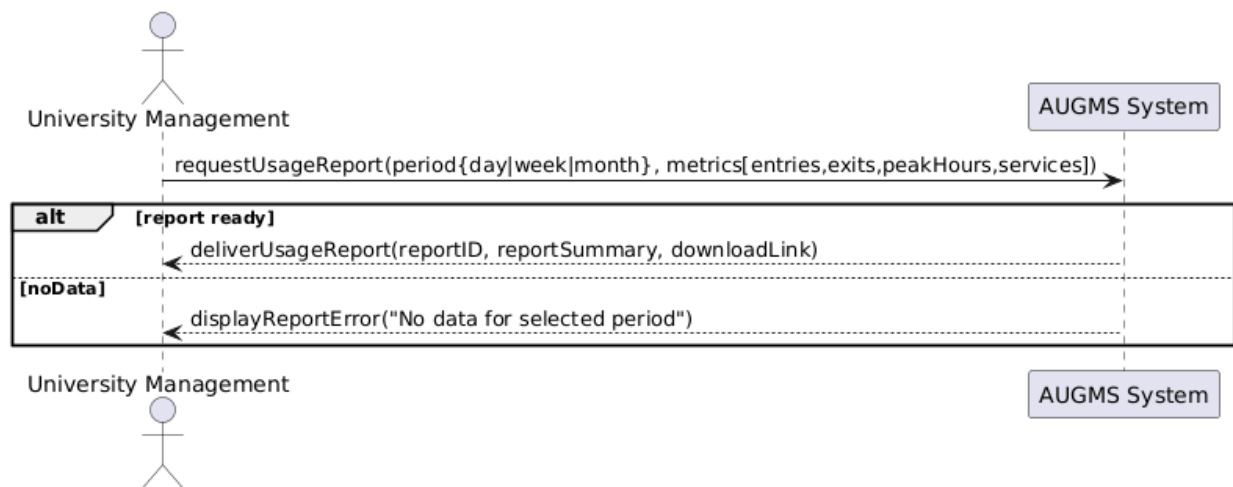 University Management
AUGMS System
requestUsageReport(period{day|week|month}, metrics[entries,exits,peakHours,services])
alt [report ready]
deliverUsageReport(reportID, reportSummary, downloadLink)
[noData]
displayReportError("No data for selected period")
University Management
AUGMS System